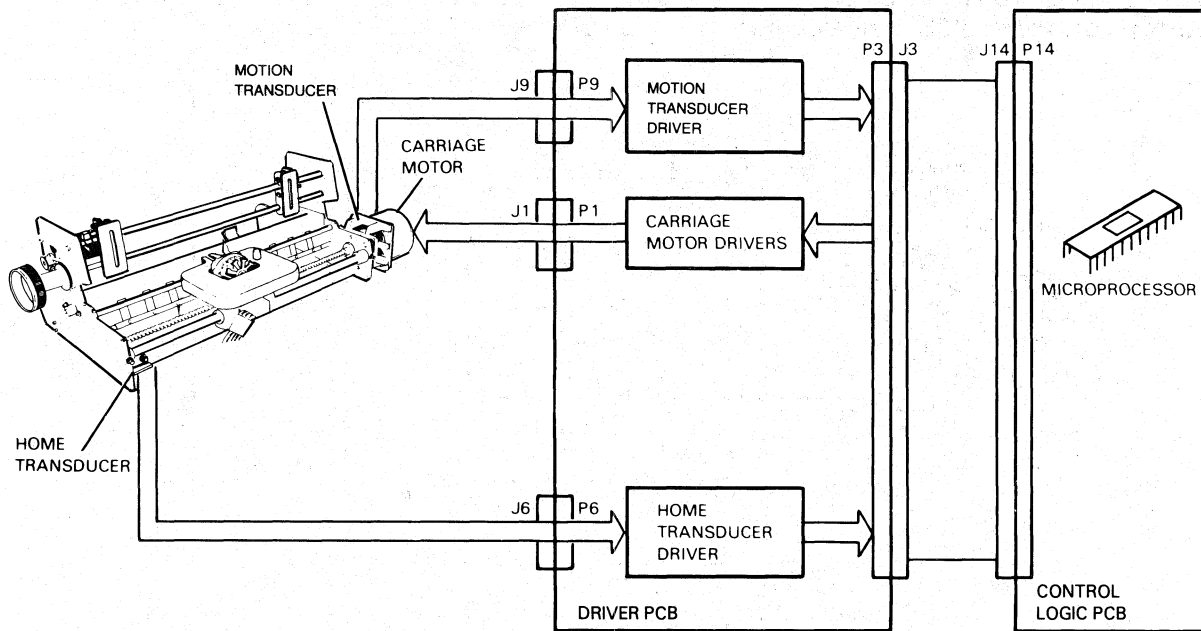 MOTION
TRANSDUCER
CARRIAGE
MOTOR
HOME
TRANSDUCER
J9
P9
MOTION
TRANSDUCER
DRIVER
J1
P1
CARRIAGE
MOTOR DRIVERS
J6
P6
HOME
TRANSDUCER
DRIVER
DRIVER PCB
P3
J3
J14
P14
MICROPROCESSOR
CONTROL
LOGIC PCB